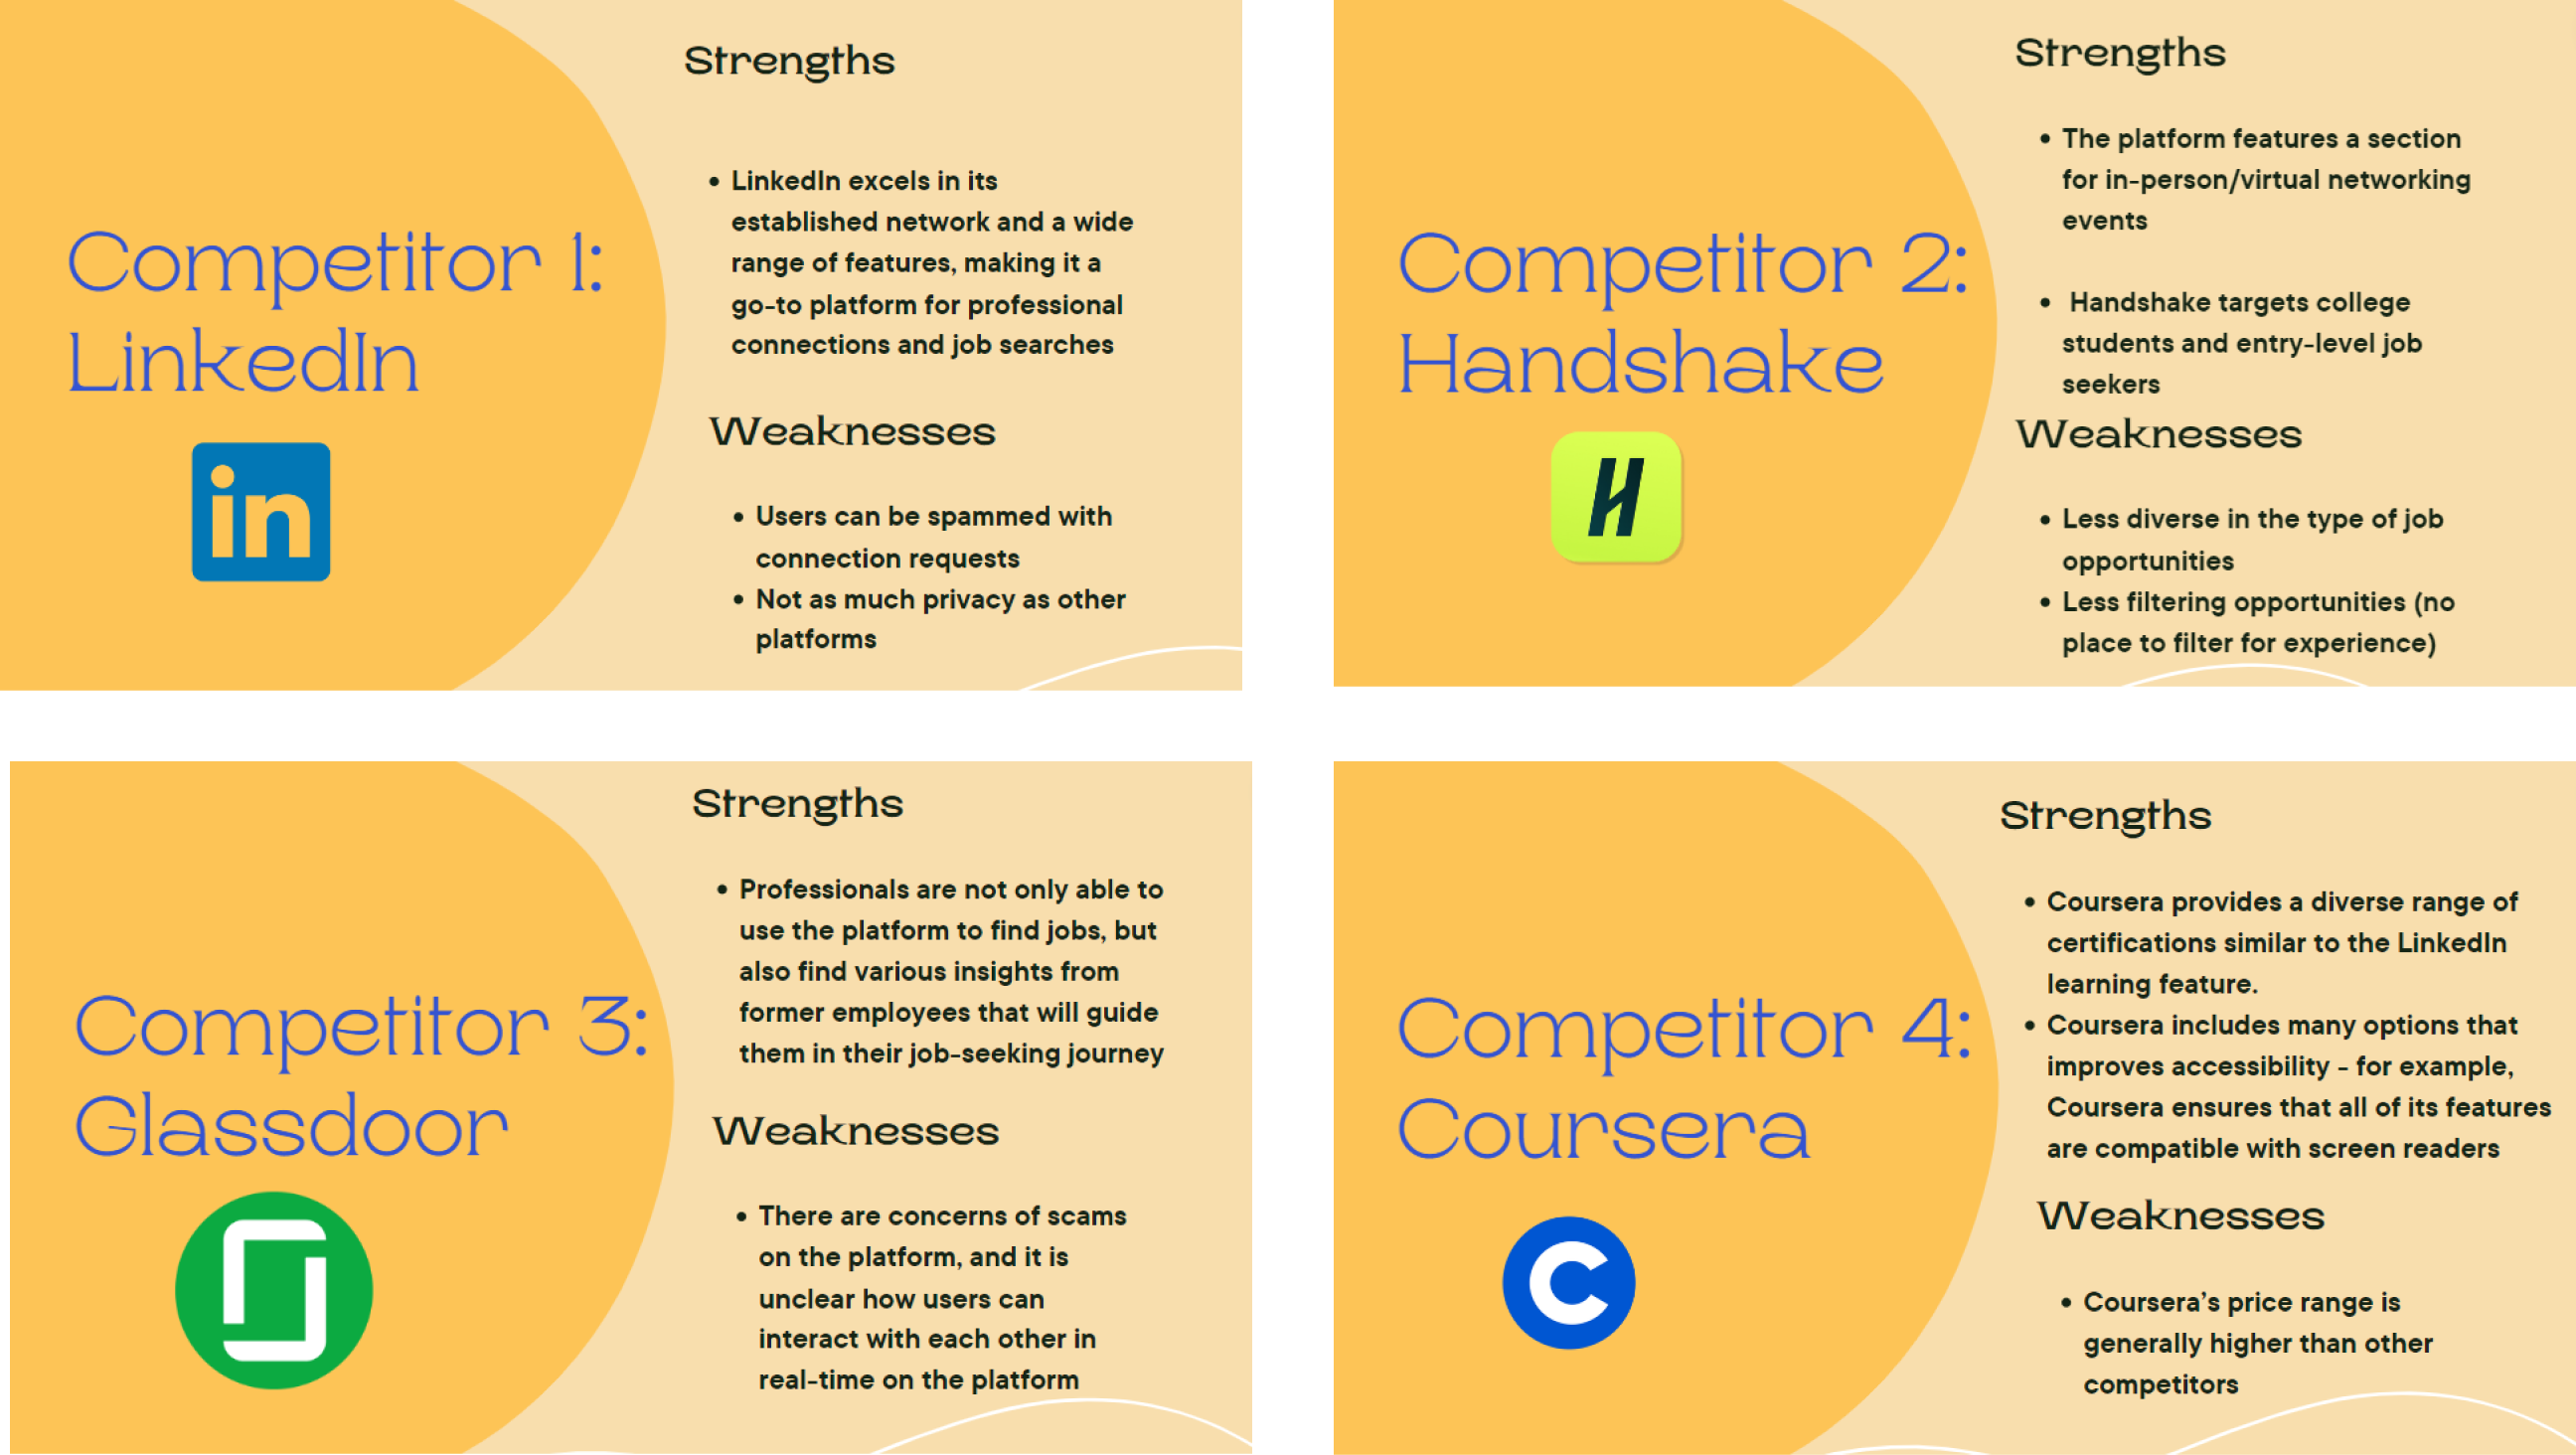 Competitor 1:
LinkedIn
in
Strengths
• LinkedIn excels in its
established network and a wide
range of features, making it a
go-to platform for professional
connections and job searches
Weaknesses
• Users can be spammed with
connection requests
• Not as much privacy as other
platforms
Competitor 2:
Handshake
H
Strengths
• The platform features a section
for in-person/virtual networking
events
• Handshake targets college
students and entry-level job
seekers
Weaknesses
• Less diverse in the type of job
opportunities
• Less filtering opportunities (no
place to filter for experience)
Competitor 3:
Glassdoor
Strengths
• Professionals are not only able to
use the platform to find jobs, but
also find various insights from
former employees that will guide
them in their job-seeking journey
Weaknesses
• There are concerns of scams
on the platform, and it is
unclear how users can
interact with each other in
real-time on the platform
Competitor 4:
Coursera
C
Strengths
• Coursera provides a diverse range of
certifications similar to the LinkedIn
learning feature.
• Coursera includes many options that
improves accessibility - for example,
Coursera ensures that all of its features
are compatible with screen readers
Weaknesses
• Coursera’s price range is
generally higher than other
competitors